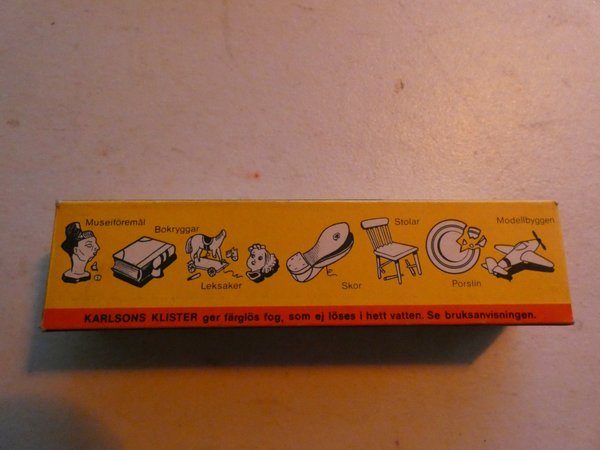 Museiföremål
Bokryggar
Leksaker
Skor
Stolar
Porslin
Modellbyggen
KARLSONS KLISTER ger färglös fog, som ej löses i hett vatten. Se bruksanvisningen.